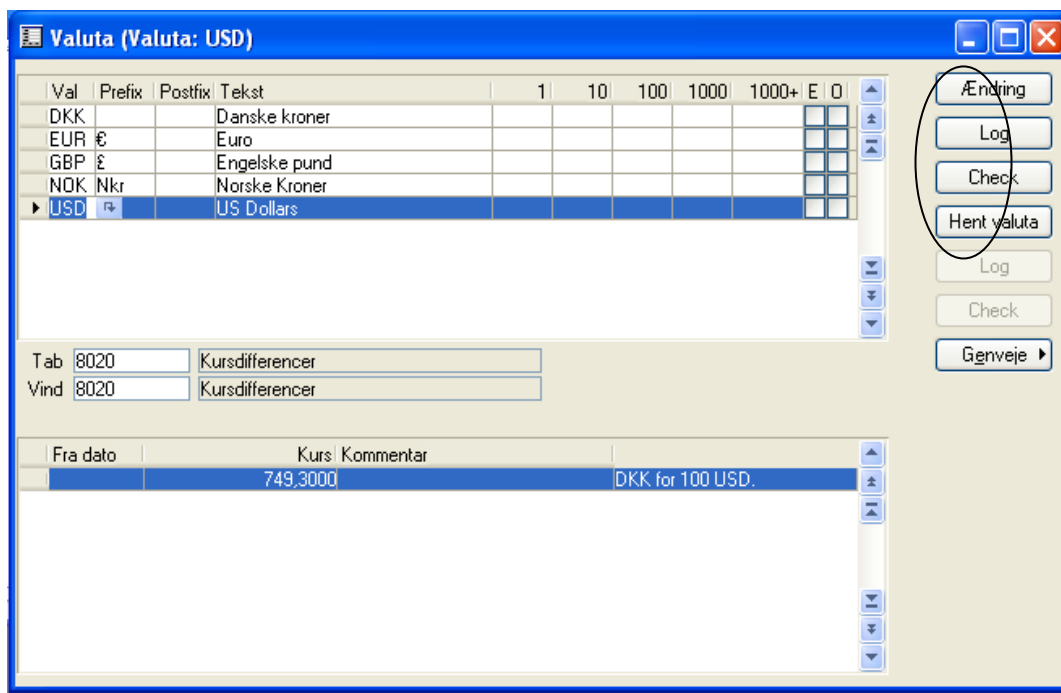 Valuta (Valuta: USD)
Val Prefix Postfix Tekst 1 10 100 1000 1000+ E O
DKK Danske kroner
EUR € Euro
GBP £ Engelske pund
NOK Nkr Norske Kroner
USD US Dollars
Tab 8020 Kursdifferencer
Vind 8020 Kursdifferencer
Fra dato Kurs Kommentar
749,3000 DKK for 100 USD.
Ændring
Log
Check
Hent valuta
Log
Check
Genveje